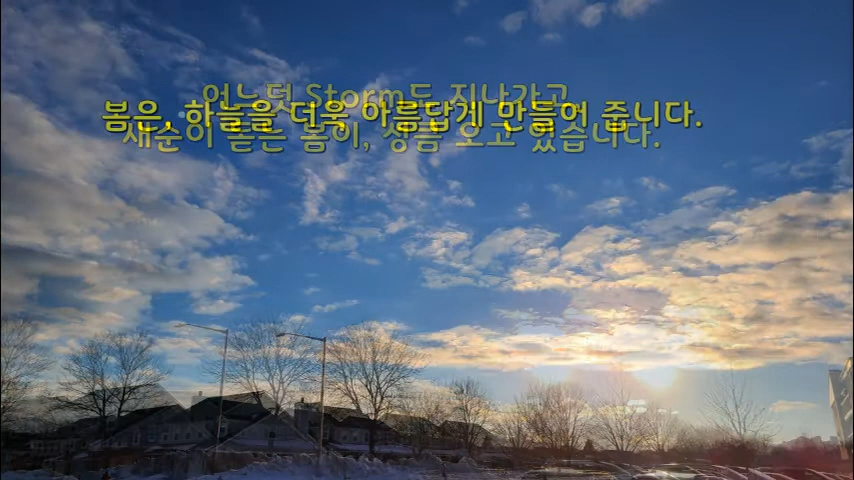 어느덧 Storm도 지나가고,
봄은, 하늘을 더욱 아름답게 만들어 줍니다.
새순이 돋는 봄이, 성큼 오고 있습니다.